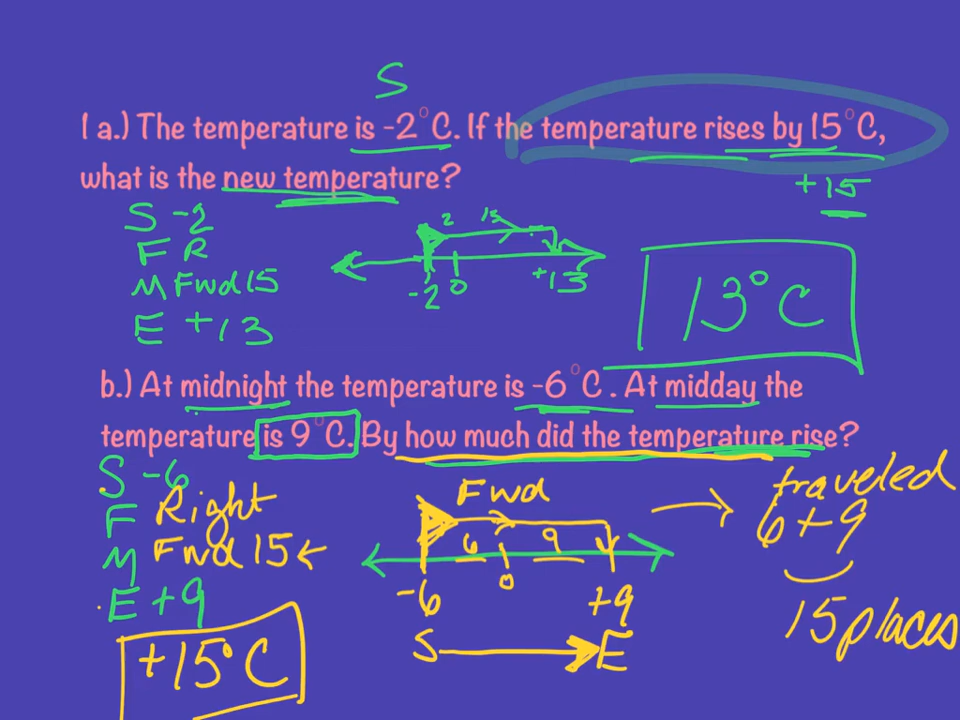 S
1 a.) The temperature is -2°C. If the temperature rises by 15°C,
what is the new temperature?
+15
S -2
F R
M Fwd 15
E +13
2 15
-2 0 +13
13°C
b.) At midnight the temperature is -6°C. At midday the
temperature is 9°C. By how much did the temperature rise?
S -6
F Right
M Fwd 15 ←
E +9
+15°C
Fwd
6 9
-6 0 +9
S → E
→ traveled
6+9
15 places